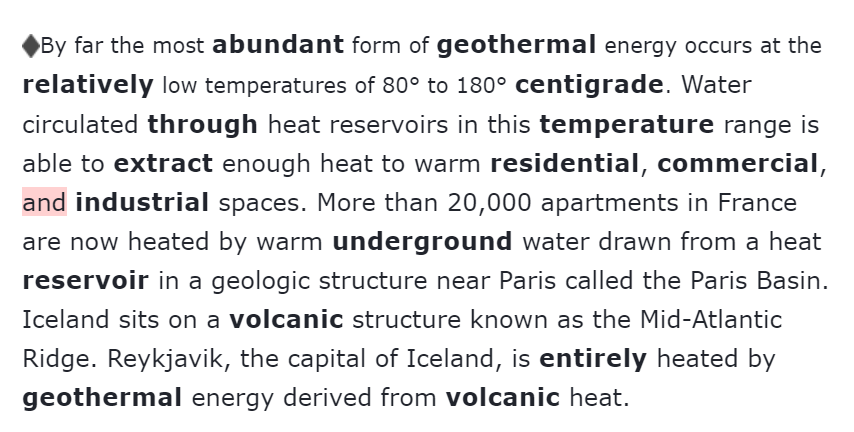 ♦By far the most abundant form of geothermal energy occurs at the
relatively low temperatures of 80° to 180° centigrade. Water
circulated through heat reservoirs in this temperature range is
able to extract enough heat to warm residential, commercial,
and industrial spaces. More than 20,000 apartments in France
are now heated by warm underground water drawn from a heat
reservoir in a geologic structure near Paris called the Paris Basin.
Iceland sits on a volcanic structure known as the Mid-Atlantic
Ridge. Reykjavik, the capital of Iceland, is entirely heated by
geothermal energy derived from volcanic heat.